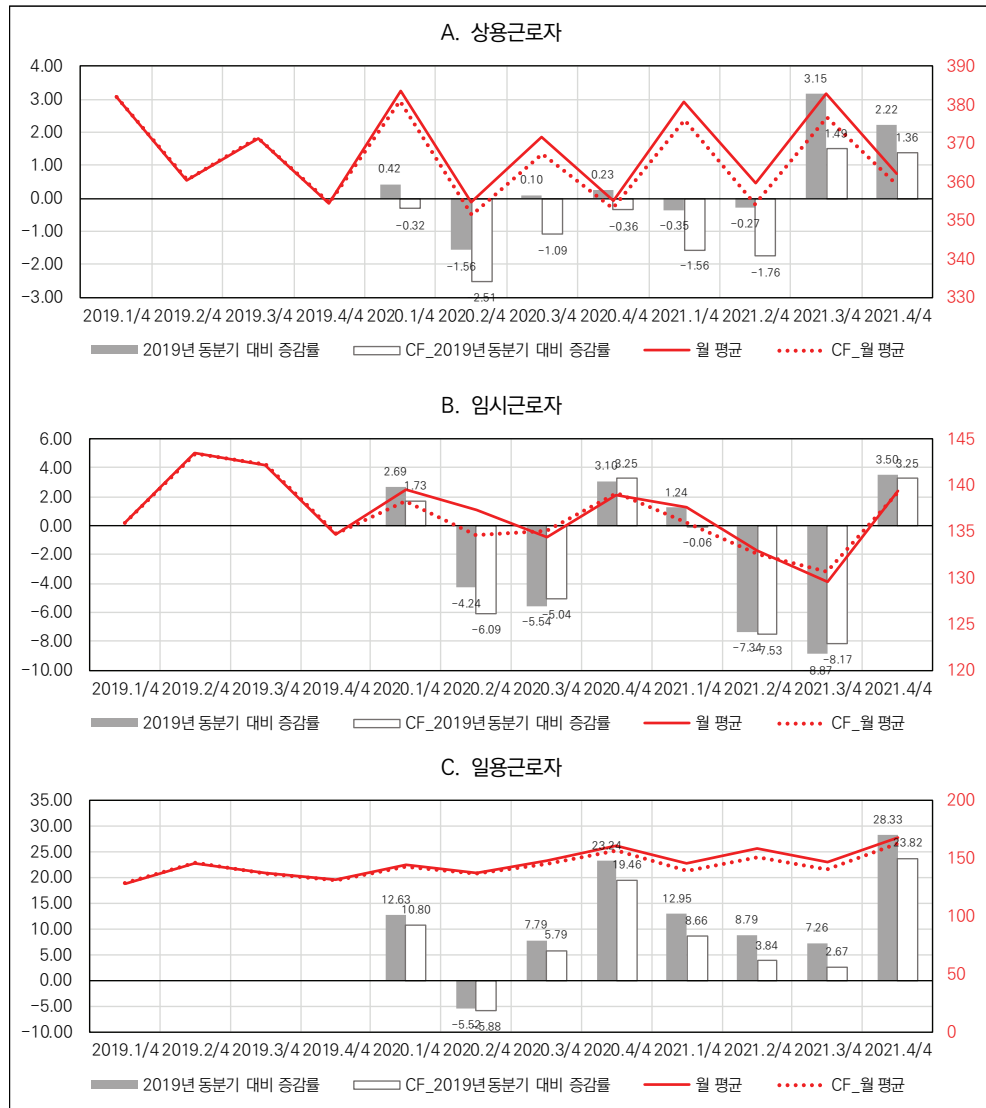 A. 상용근로자
4.00 390
3.00 380
2.00 370
1.00 360
0.00 350
−1.00 340
−2.00 330
−3.00
0.42 −0.32 −1.56 2.51 0.10 −1.09 0.23 −0.36 −0.35 −1.56 −0.27 −1.76 3.15 1.49 2.22 1.36
2019.1/4 2019.2/4 2019.3/4 2019.4/4 2020.1/4 2020.2/4 2020.3/4 2020.4/4 2021.1/4 2021.2/4 2021.3/4 2021.4/4
2019년 동분기 대비 증감률 CF_2019년 동분기 대비 증감률 월 평균 CF_월 평균
B. 임시근로자
6.00 145
4.00 140
2.00 135
0.00 130
−2.00 125
−4.00 120
−6.00
−8.00
−10.00
2.69 1.73 −4.24 −6.09 −5.54 −5.04 3.10 3.25 1.24 −0.06 −7.34 −7.53 8.87 −8.17 3.50 3.25
2019.1/4 2019.2/4 2019.3/4 2019.4/4 2020.1/4 2020.2/4 2020.3/4 2020.4/4 2021.1/4 2021.2/4 2021.3/4 2021.4/4
2019년 동분기 대비 증감률 CF_2019년 동분기 대비 증감률 월 평균 CF_월 평균
C. 일용근로자
35.00 200
30.00 150
25.00 100
20.00 50
15.00 0
10.00
5.00
0.00
−5.00
−10.00
12.63 10.80 −5.52 −5.88 7.79 5.79 23.24 19.46 12.95 8.66 8.79 3.84 7.26 2.67 28.33 23.82
2019.1/4 2019.2/4 2019.3/4 2019.4/4 2020.1/4 2020.2/4 2020.3/4 2020.4/4 2021.1/4 2021.2/4 2021.3/4 2021.4/4
2019년 동분기 대비 증감률 CF_2019년 동분기 대비 증감률 월 평균 CF_월 평균